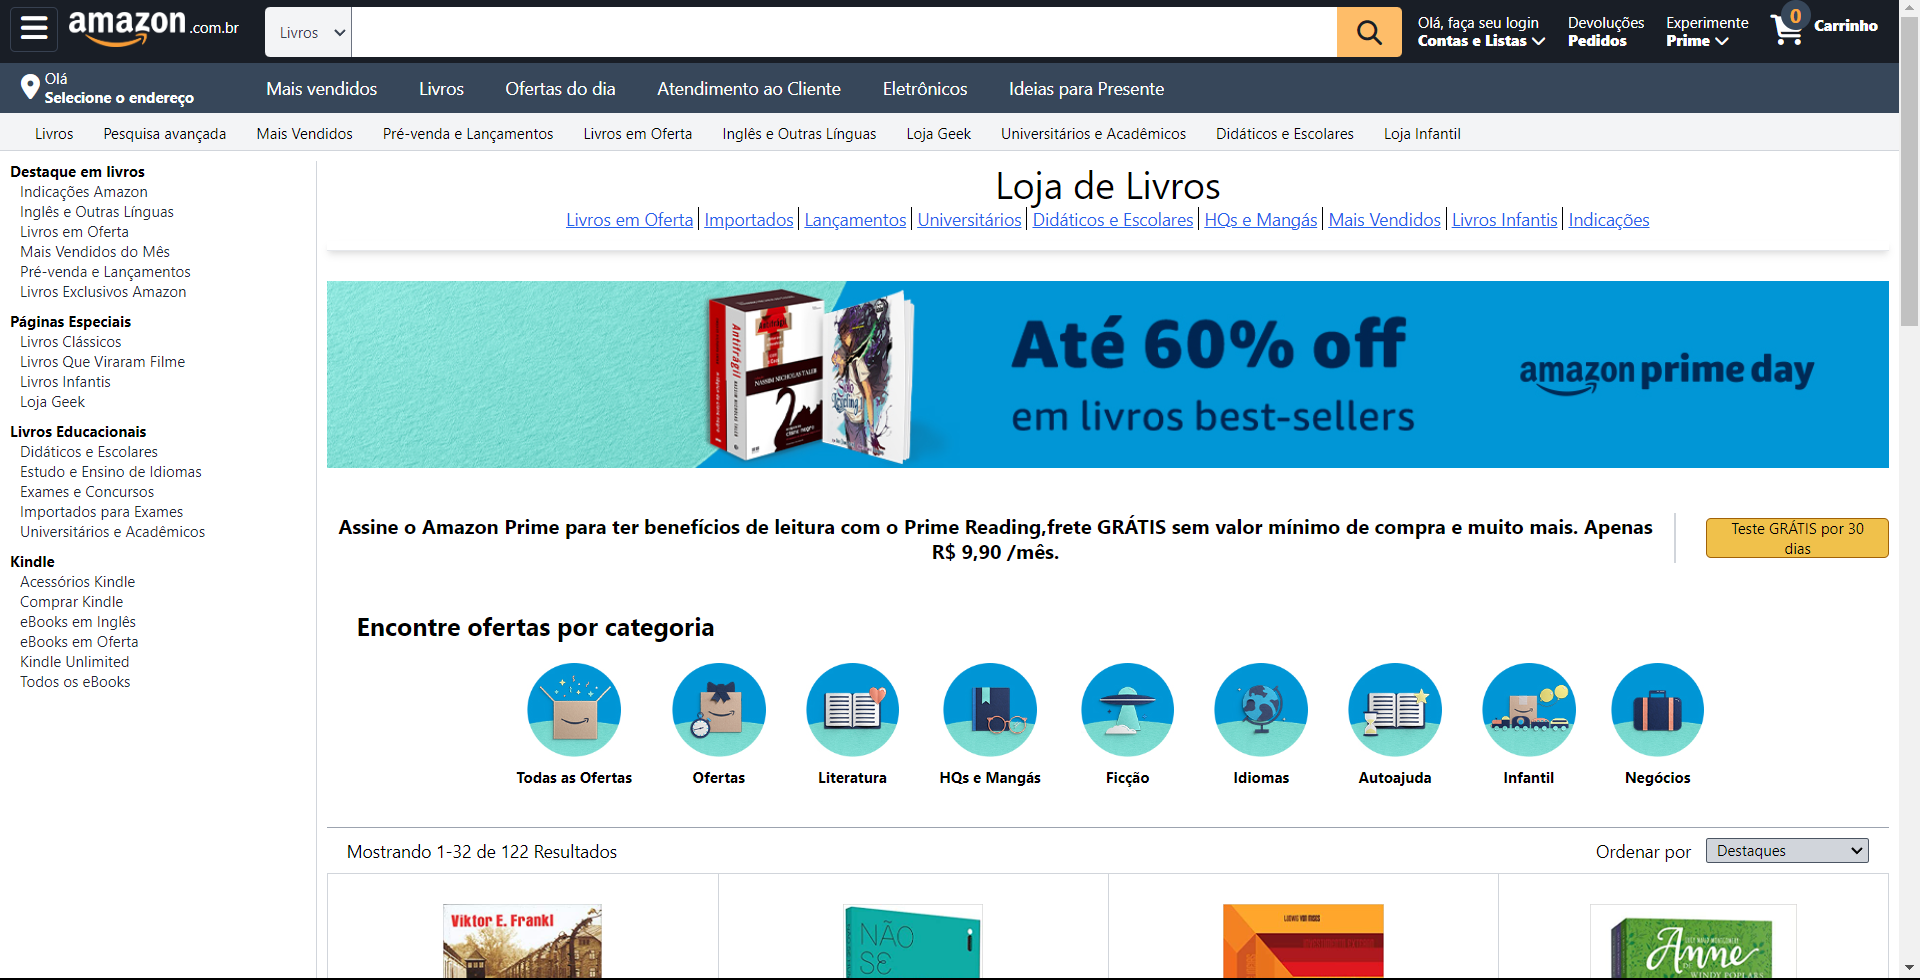 amazon.com.br
Livros
Olá, faça seu login
Contas e Listas
Devoluções
Pedidos
Experimente
Prime
0
Carrinho
Olá
Selecione o endereço
Mais vendidos
Livros
Ofertas do dia
Atendimento ao Cliente
Eletrônicos
Ideias para Presente
Livros
Pesquisa avançada
Mais Vendidos
Pré-venda e Lançamentos
Livros em Oferta
Inglês e Outras Línguas
Loja Geek
Universitários e Acadêmicos
Didáticos e Escolares
Loja Infantil
Destaque em livros
Indicações Amazon
Inglês e Outras Línguas
Livros em Oferta
Mais Vendidos do Mês
Pré-venda e Lançamentos
Livros Exclusivos Amazon
Páginas Especiais
Livros Clássicos
Livros Que Viraram Filme
Livros Infantis
Loja Geek
Livros Educacionais
Didáticos e Escolares
Estudo e Ensino de Idiomas
Exames e Concursos
Importados para Exames
Universitários e Acadêmicos
Kindle
Acessórios Kindle
Comprar Kindle
eBooks em Inglês
eBooks em Oferta
Kindle Unlimited
Todos os eBooks
Loja de Livros
Livros em Oferta
Importados
Lançamentos
Universitários
Didáticos e Escolares
HQs e Mangás
Mais Vendidos
Livros Infantis
Indicações
Antifrágil
NASSIM NICHOLAS TALEB
Até 60% off
em livros best-sellers
amazon prime day
Assine o Amazon Prime para ter benefícios de leitura com o Prime Reading,frete GRÁTIS sem valor mínimo de compra e muito mais. Apenas
R$ 9,90 /mês.
Teste GRÁTIS por 30
dias
Encontre ofertas por categoria
Todas as Ofertas
Ofertas
Literatura
HQs e Mangás
Ficção
Idiomas
Autoajuda
Infantil
Negócios
Mostrando 1-32 de 122 Resultados
Ordenar por
Destaques
Viktor E. Frankl
NÃO
SE
LUDWIG VON MISES
Anne
DE WINDY POPLARS